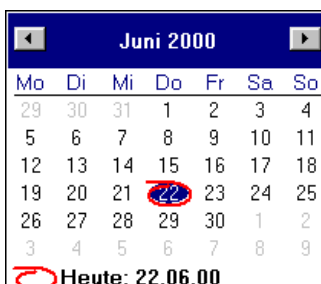 Juni 2000
Mo Di Mi Do Fr Sa So
29 30 31 1 2 3 4
5 6 7 8 9 10 11
12 13 14 15 16 17 18
19 20 21 22 23 24 25
26 27 28 29 30 1 2
3 4 5 6 7 8 9
Heute: 22.06.00